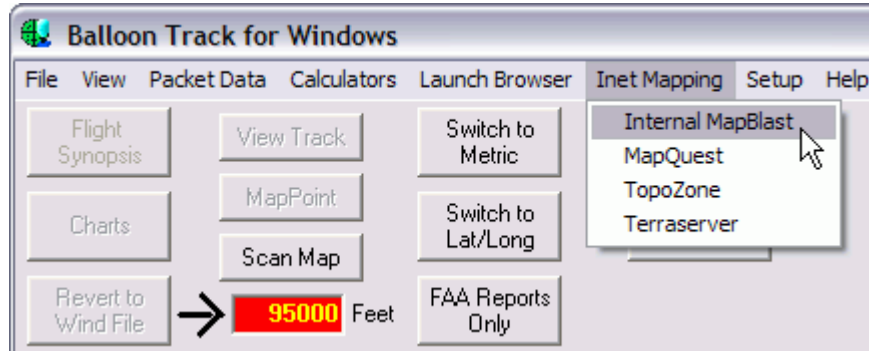 Balloon Track for Windows
File View Packet Data Calculators Launch Browser Inet Mapping Setup Help
Flight
Synopsis
View Track
Switch to
Metric
Internal MapBlast
MapQuest
TopoZone
Terraserver
Charts
MapPoint
Scan Map
Switch to
Lat/Long
Revert to
Wind File
95000 Feet
FAA Reports
Only